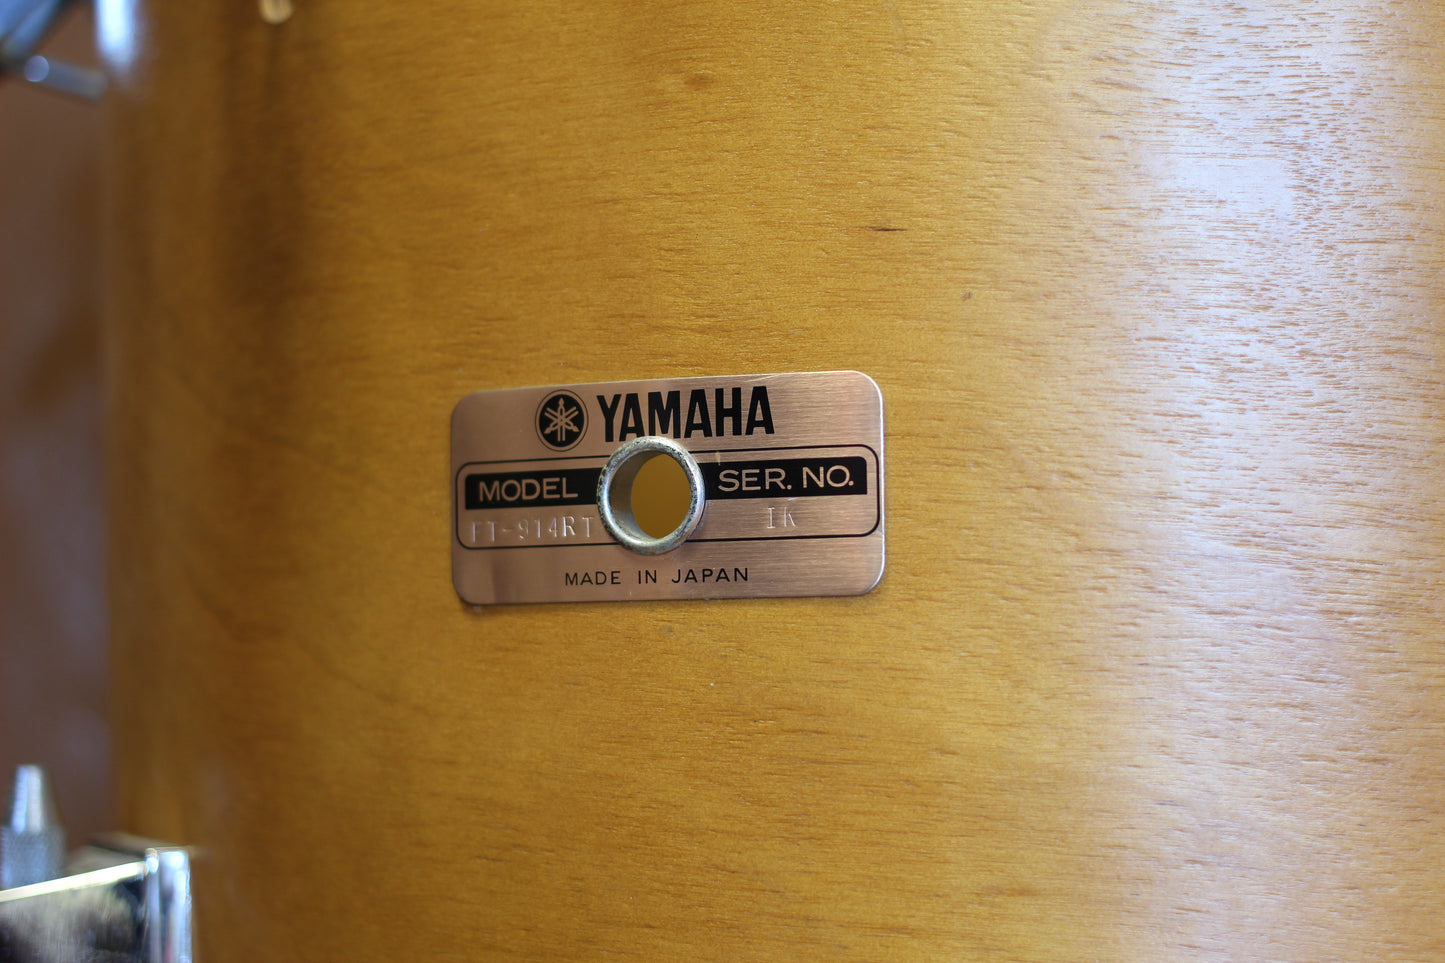 YAMAHA
MODEL SER. NO.
FT-914RT IK
MADE IN JAPAN